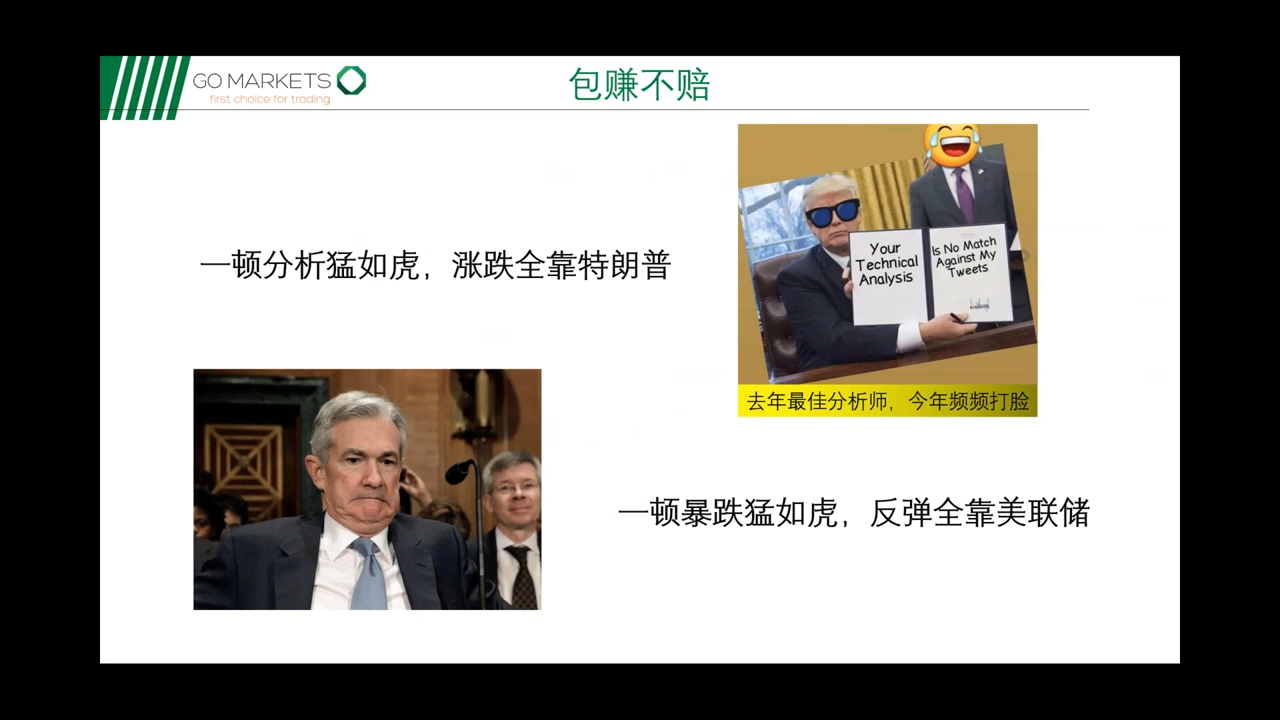 GO MARKETS
first choice for trading
包赚不赔
一顿分析猛如虎，涨跌全靠特朗普
Your
Technical
Analysis
Is No Match
Against My
Tweets
去年最佳分析师，今年频频打脸
一顿暴跌猛如虎，反弹全靠美联储